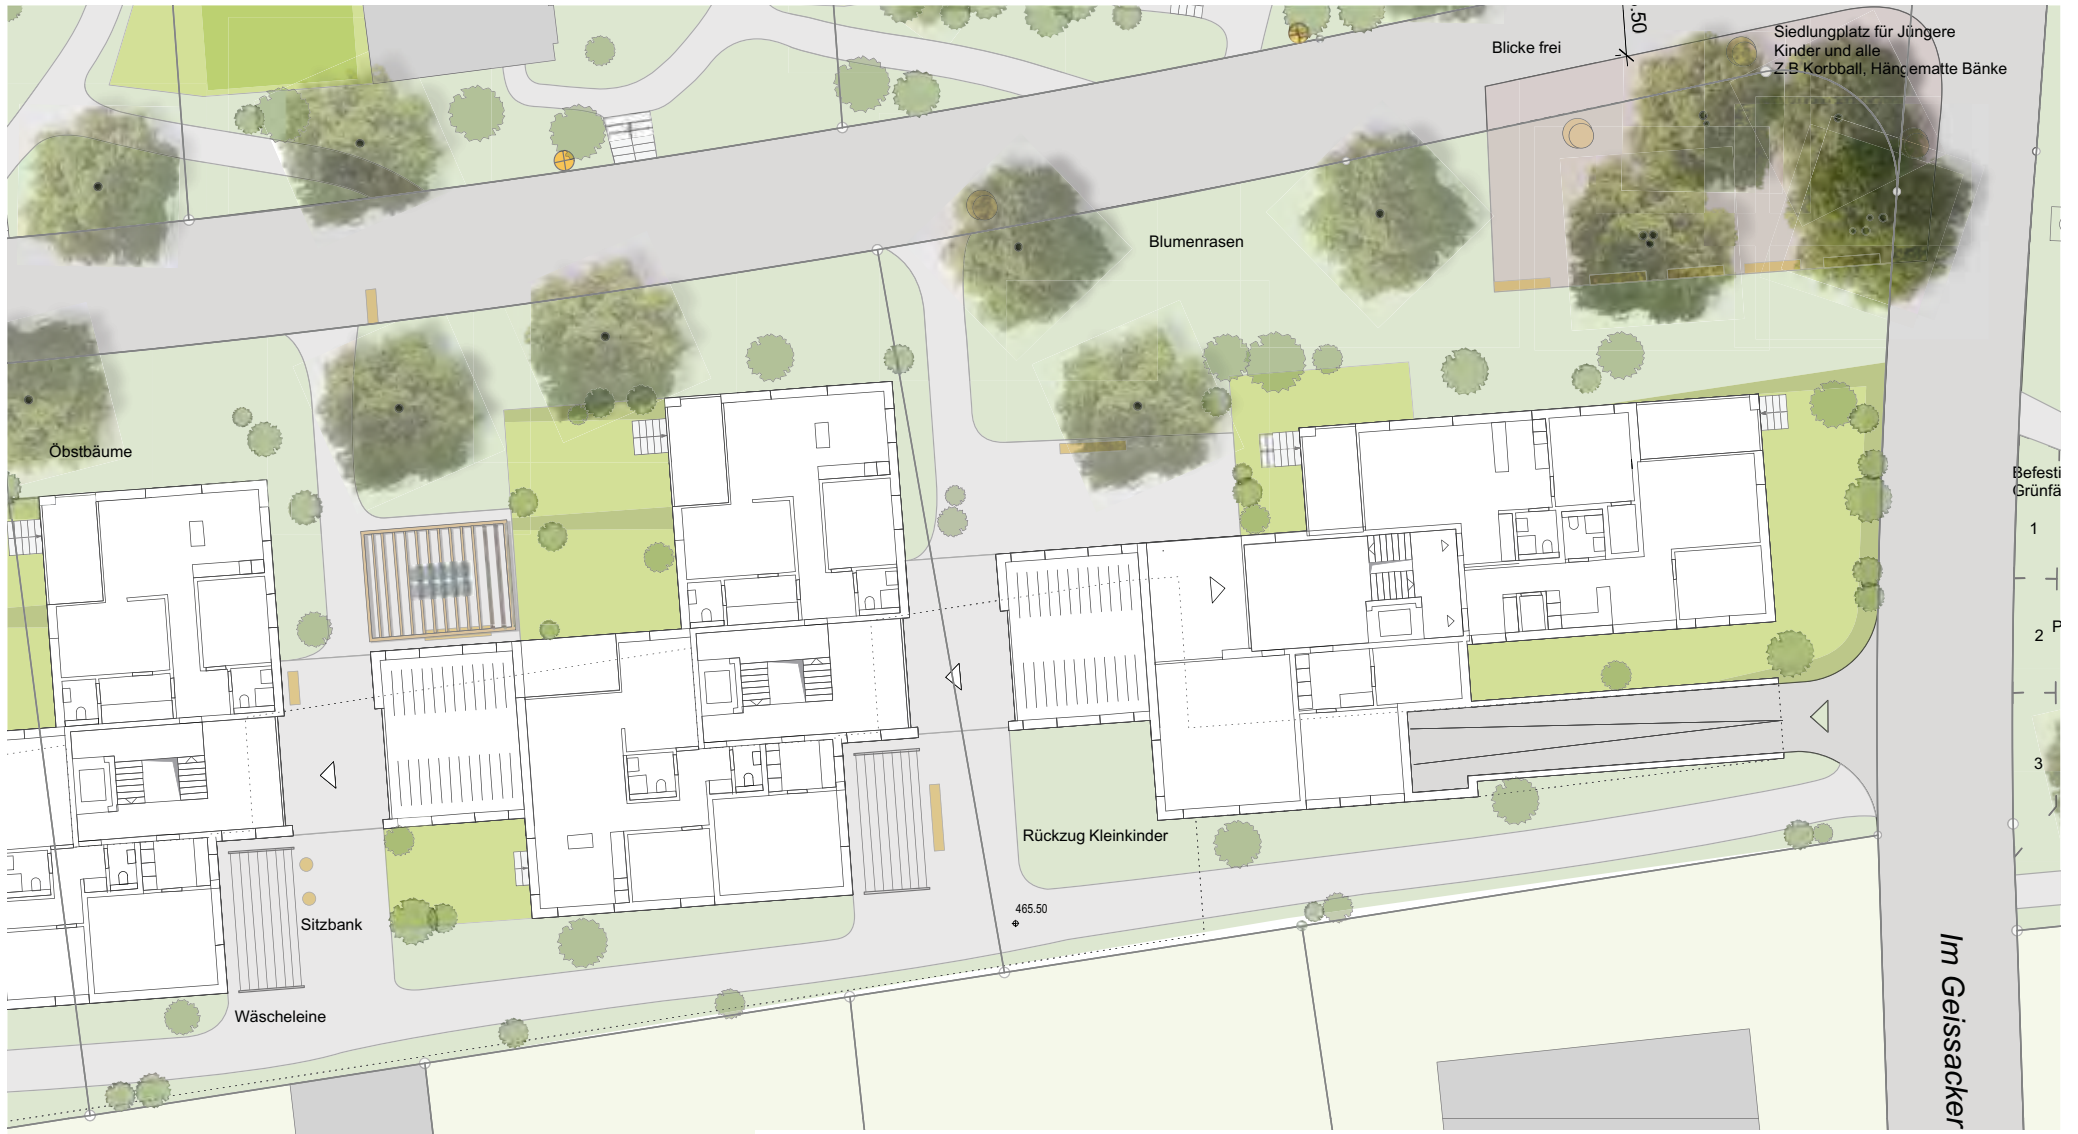 .50
Blicke frei
Siedlungplatz für Jüngere
Kinder und alle
Z.B Korbball, Hängematte Bänke
Blumenrasen
Öbstbäume
Befesti
Grünfä
1
2
P
3
Rückzug Kleinkinder
465.50
Sitzbank
Wäscheleine
Im Geissacker